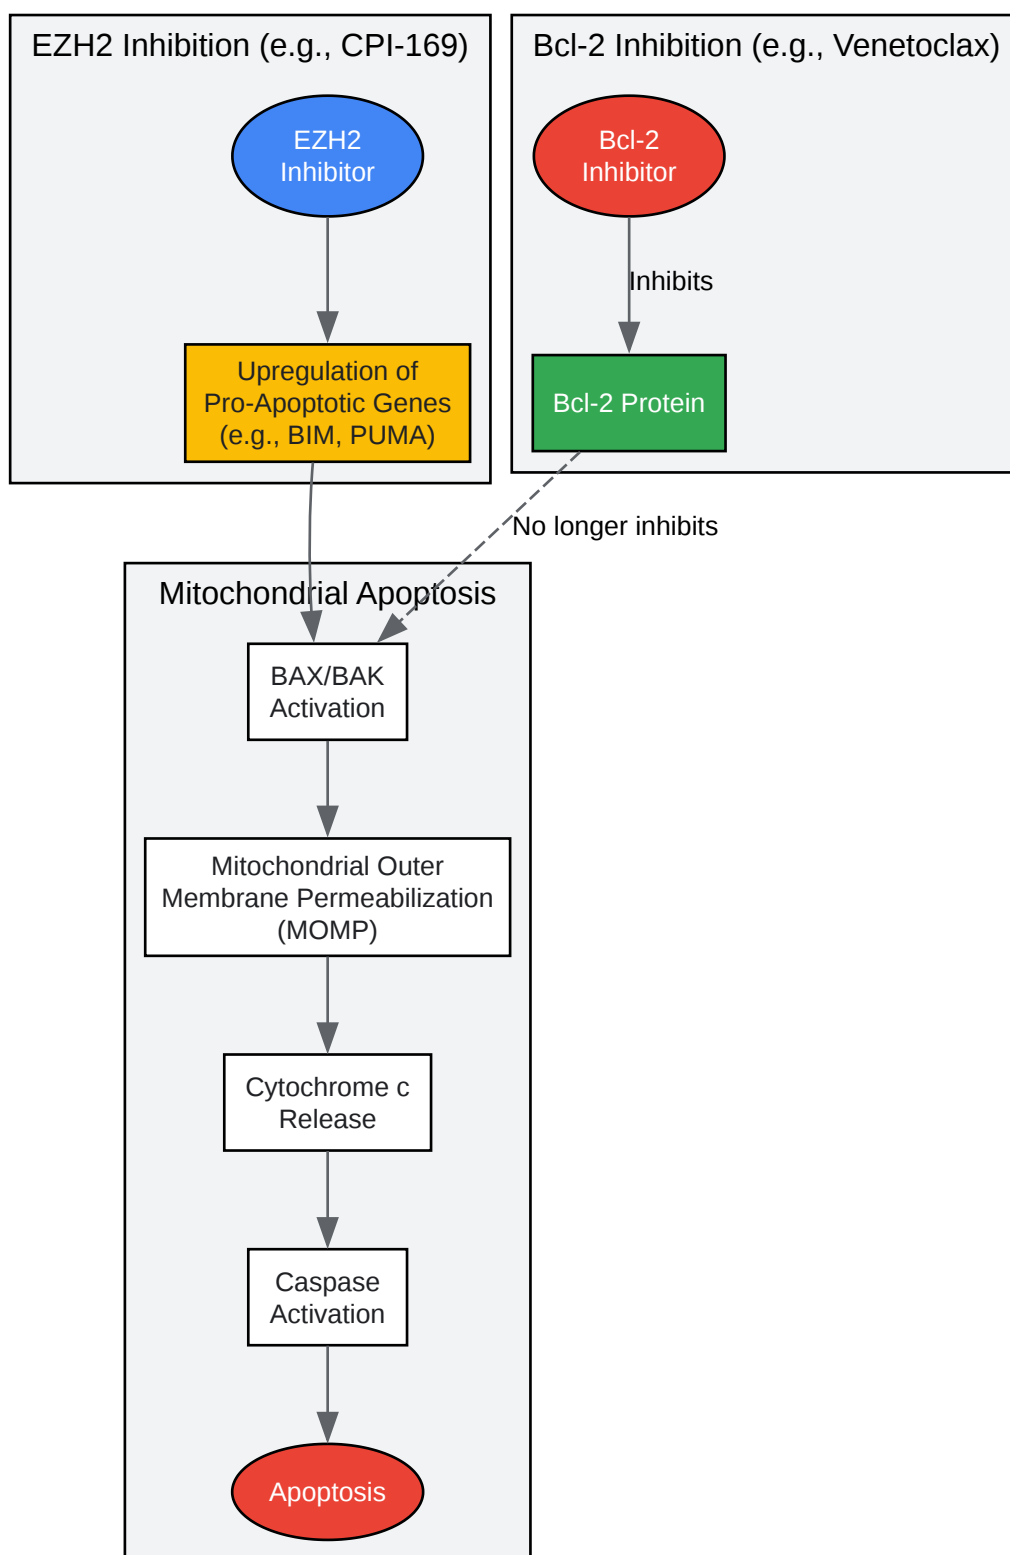 EZH2 Inhibition (e.g., CPI-169)
Bcl-2 Inhibition (e.g., Venetoclax)
EZH2
Inhibitor
Bcl-2
Inhibitor
Inhibits
Upregulation of
Pro-Apoptotic Genes
(e.g., BIM, PUMA)
Bcl-2 Protein
No longer inhibits
Mitochondrial Apoptosis
BAX/BAK
Activation
Mitochondrial Outer
Membrane Permeabilization
(MOMP)
Cytochrome c
Release
Caspase
Activation
Apoptosis